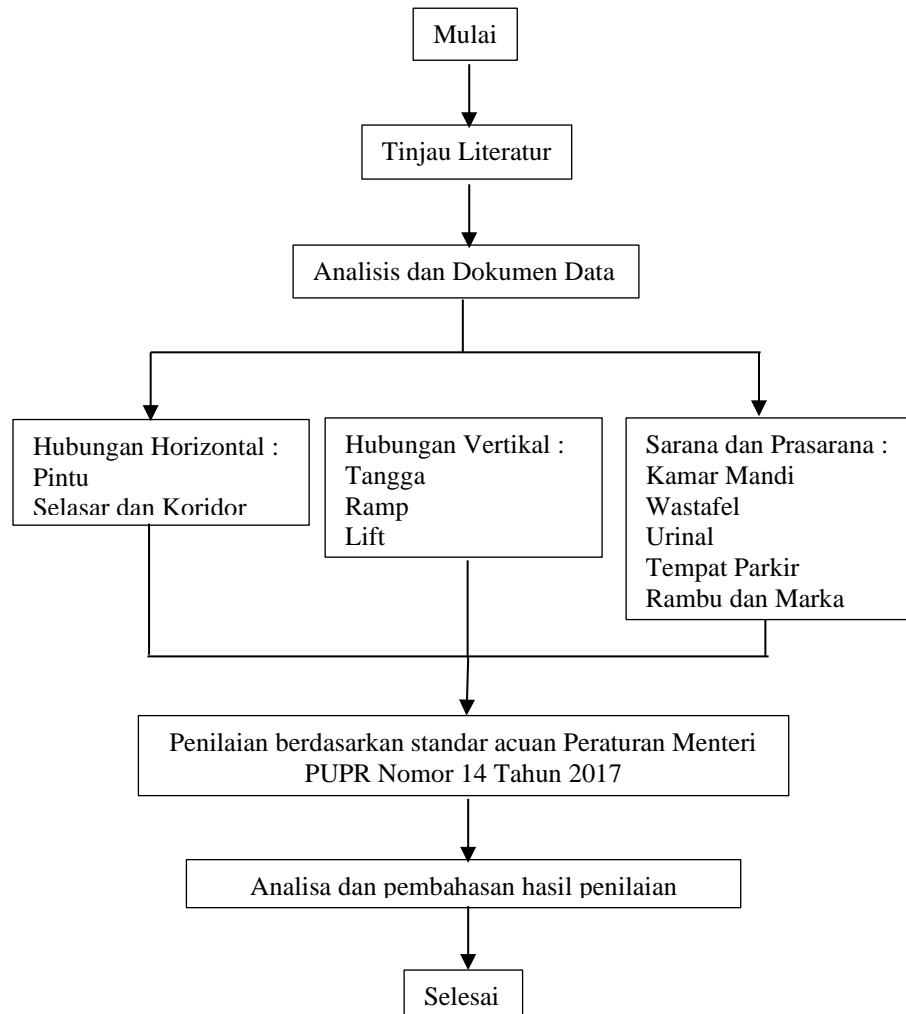 Mulai
Tinjau Literatur
Analisis dan Dokumen Data
Hubungan Horizontal :
Pintu
Selasar dan Koridor
Hubungan Vertikal :
Tangga
Ramp
Lift
Sarana dan Prasarana :
Kamar Mandi
Wastafel
Urinal
Tempat Parkir
Rambu dan Marka
Penilaian berdasarkan standar acuan Peraturan Menteri
PUPR Nomor 14 Tahun 2017
Analisa dan pembahasan hasil penilaian
Selesai